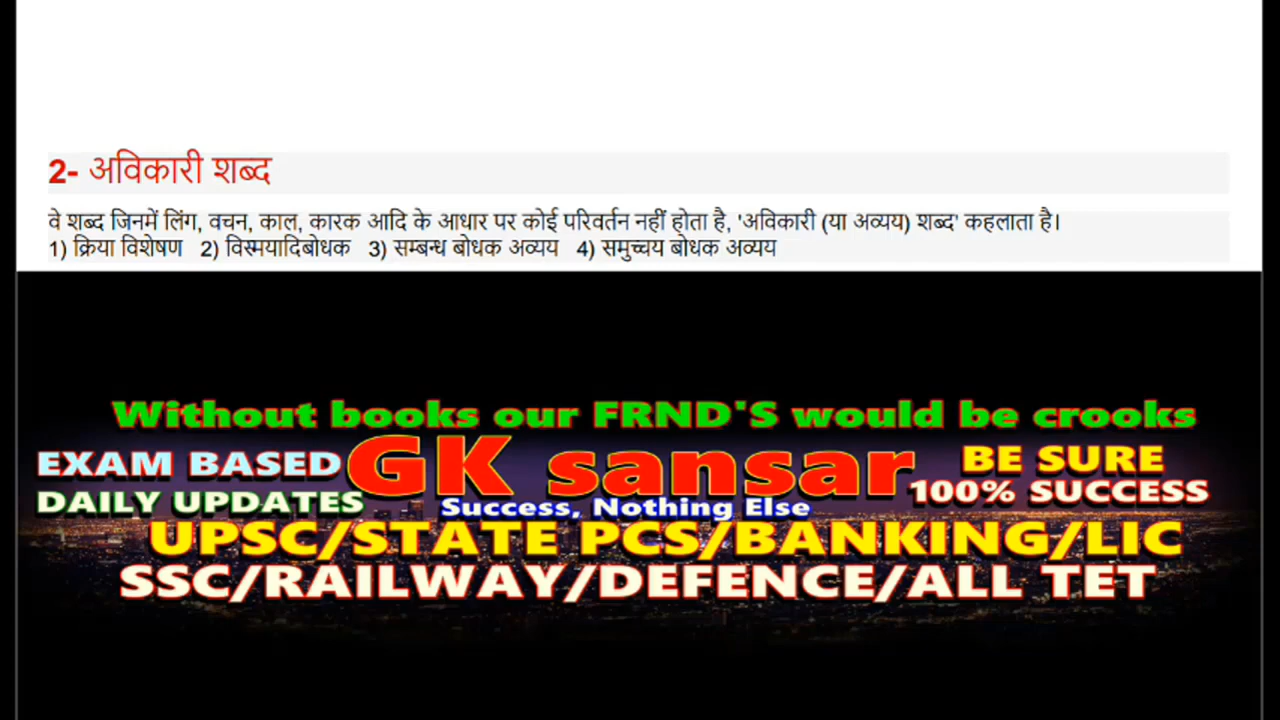 2- अविकारी शब्द
वे शब्द जिनमें लिंग, वचन, काल, कारक आदि के आधार पर कोई परिवर्तन नहीं होता है, 'अविकारी (या अव्यय) शब्द' कहलाता है।
1) क्रिया विशेषण 2) विस्मयादिबोधक 3) सम्बन्ध बोधक अव्यय 4) समुच्चय बोधक अव्यय
Without books our FRND'S would be crooks
EXAM BASED GK sansar BE SURE
DAILY UPDATES Success, Nothing Else 100% SUCCESS
UPSC/STATE PCS/BANKING/LIC
SSC/RAILWAY/DEFENCE/ALL TET